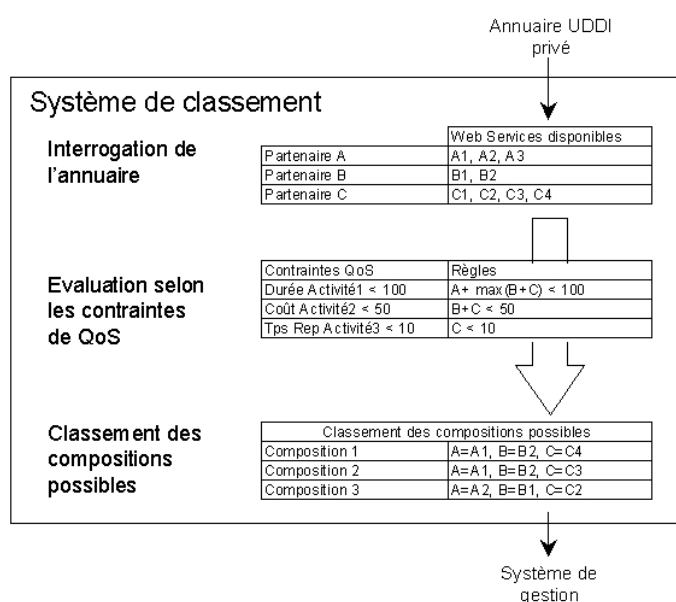 Annuaire UDDI
privé
Système de classement
Interrogation de
l'annuaire
Web Services disponibles
Partenaire A A1, A2, A3
Partenaire B B1, B2
Partenaire C C1, C2, C3, C4
Evaluation selon
les contraintes
de QoS
Contraintes QoS Règles
Durée Activité1 < 100 A+ max(B+C) < 100
Coût Activité2 < 50 B+C < 50
Tps Rep Activité3 < 10 C < 10
Classement des
compositions
possibles
Classement des compositions possibles
Composition 1 A=A1, B=B2, C=C4
Composition 2 A=A1, B=B2, C=C3
Composition 3 A=A2, B=B1, C=C2
Système de
gestion